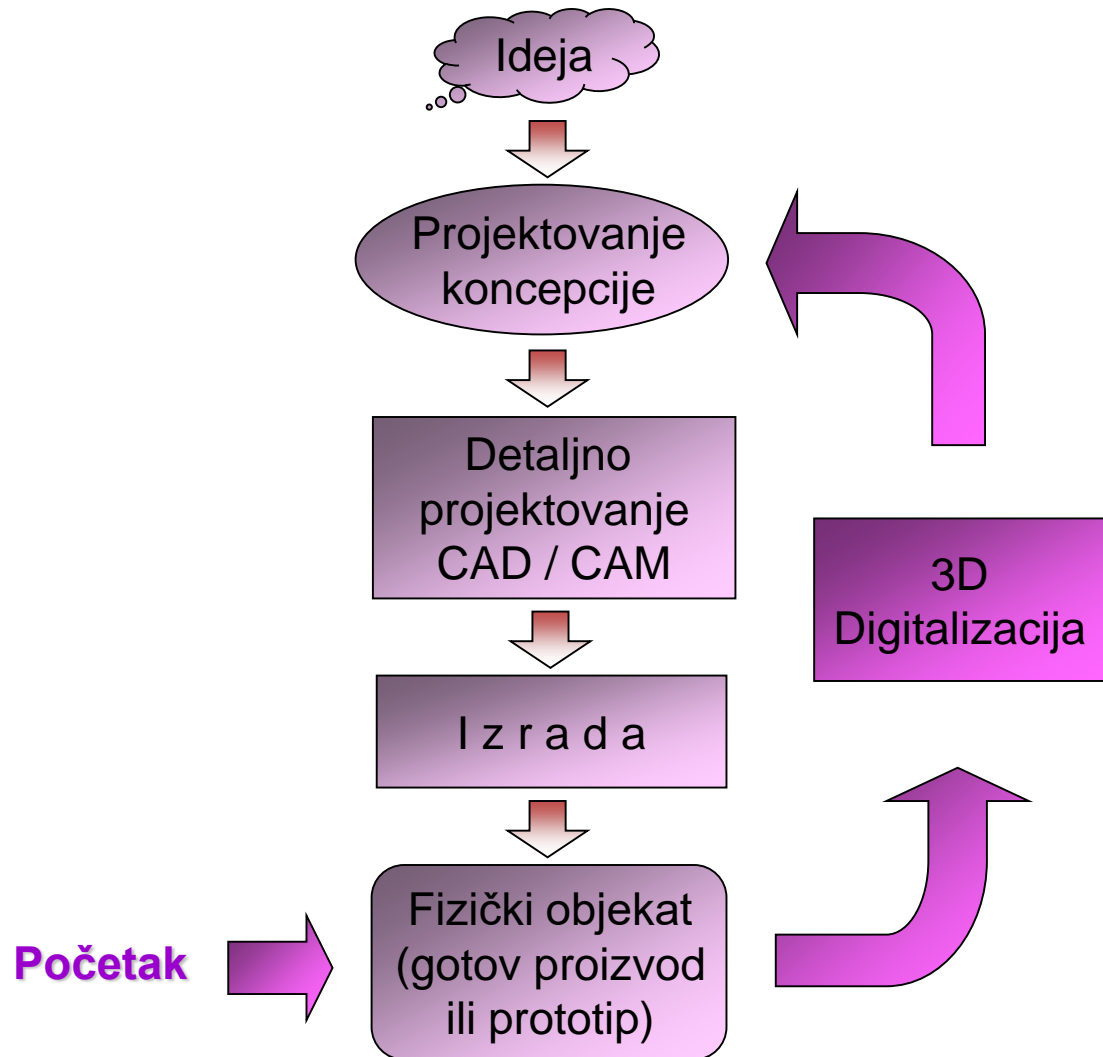 Ideja
Projektovanje
koncepcije
Detaljno
projektovanje
CAD / CAM
3D
Digitalizacija
I z r a d a
Fizički objekat
(gotov proizvod
ili prototip)
Početak